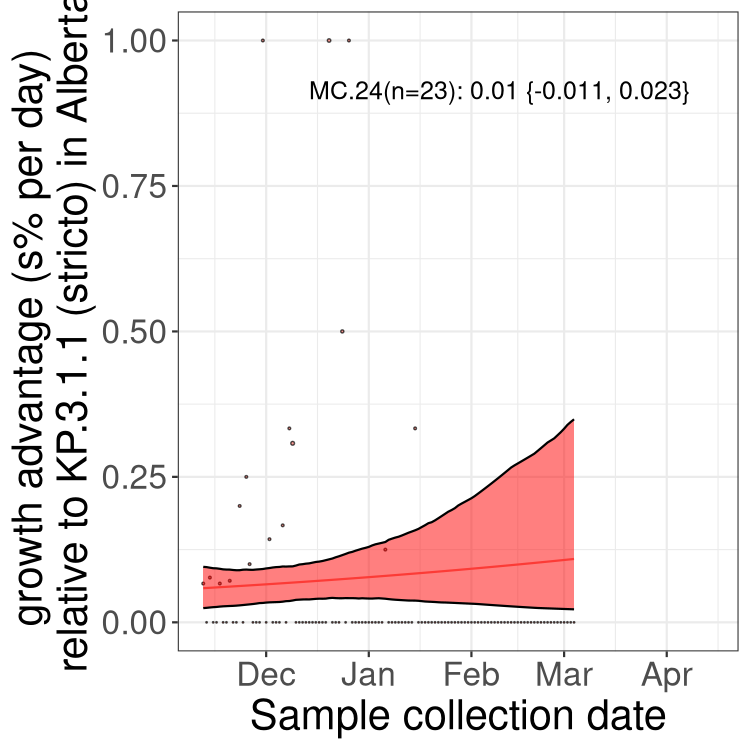 growth advantage (s% per day)
relative to KP.3.1.1 (stricto) in Alberta
1.00
0.75
0.50
0.25
0.00
MC.24(n=23): 0.01 {-0.011, 0.023}
Dec Jan Feb Mar Apr
Sample collection date